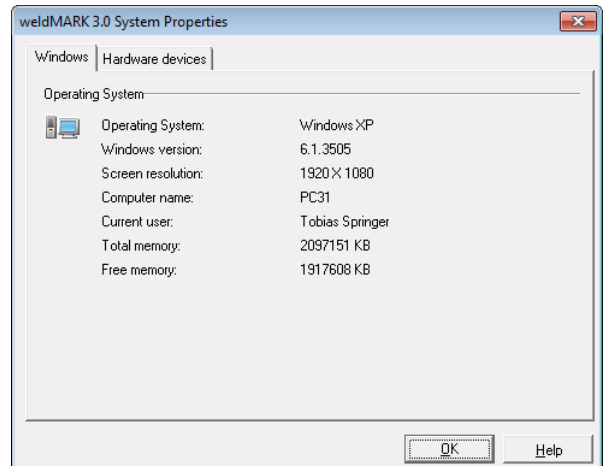 weldMARK 3.0 System Properties
Windows
Hardware devices
Operating System
Operating System: Windows XP
Windows version: 6.1.3505
Screen resolution: 1920 X 1080
Computer name: PC31
Current user: Tobias Springer
Total memory: 2097151 KB
Free memory: 1917608 KB
OK
Help